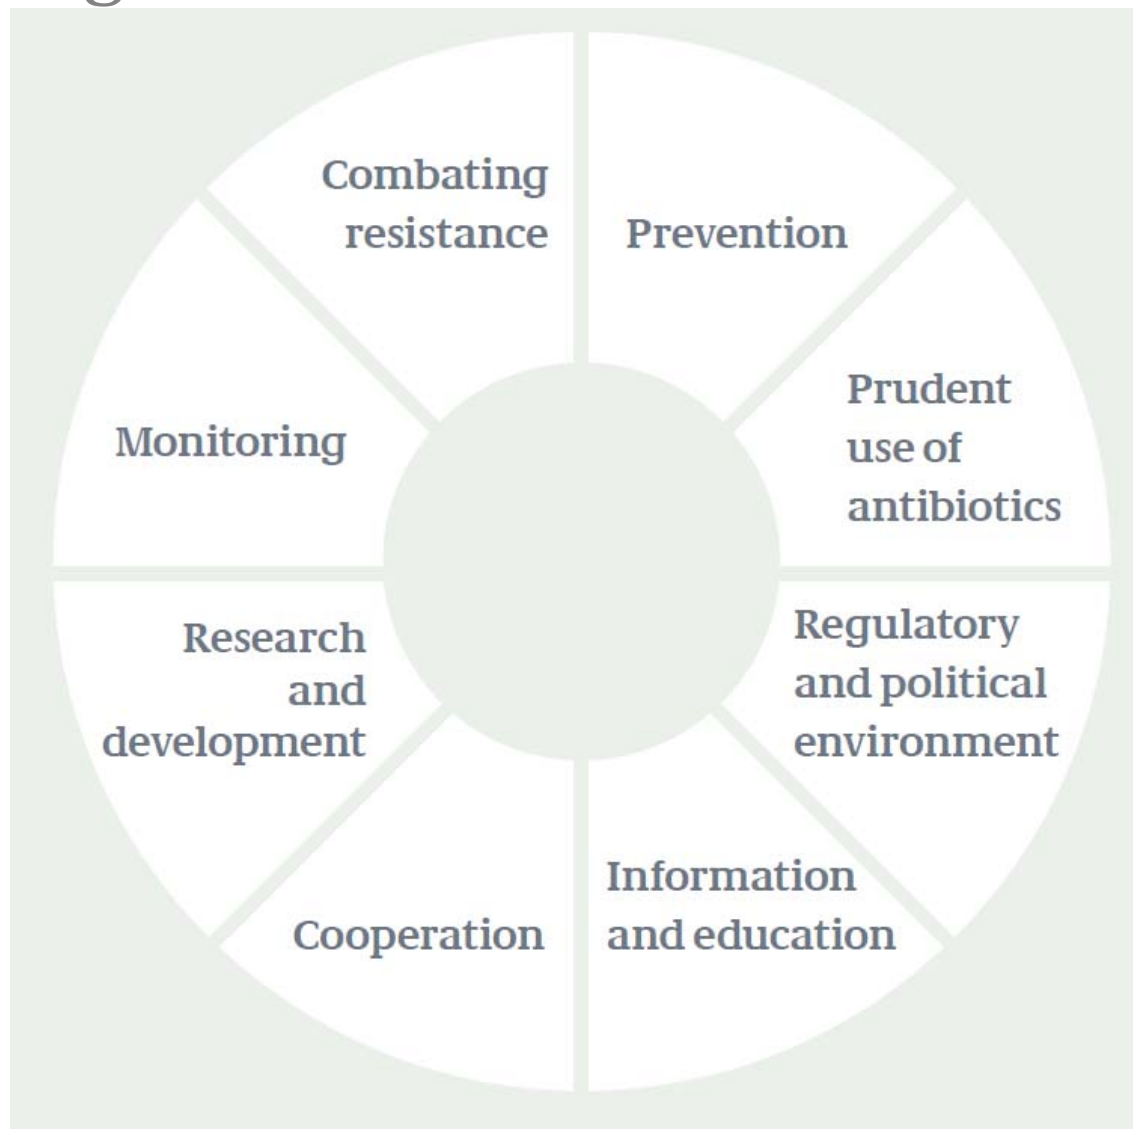 Combating
resistance
Prevention
Prudent
use of
antibiotics
Regulatory
and political
environment
Information
and education
Cooperation
Research
and
development
Monitoring